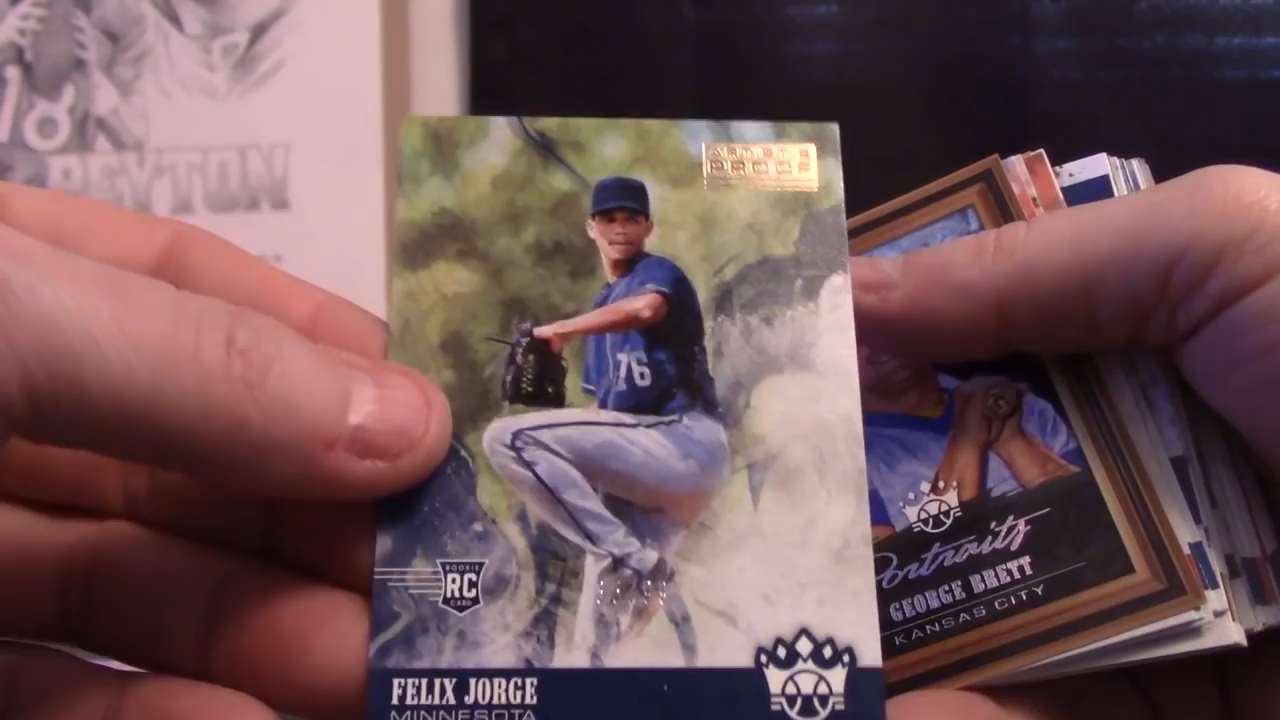 PEYTON
ARTIST'S
PROOF
76
ROOKIE
RC
CARD
FELIX JORGE
MINNESOTA
Portraits
GEORGE BRETT
KANSAS CITY